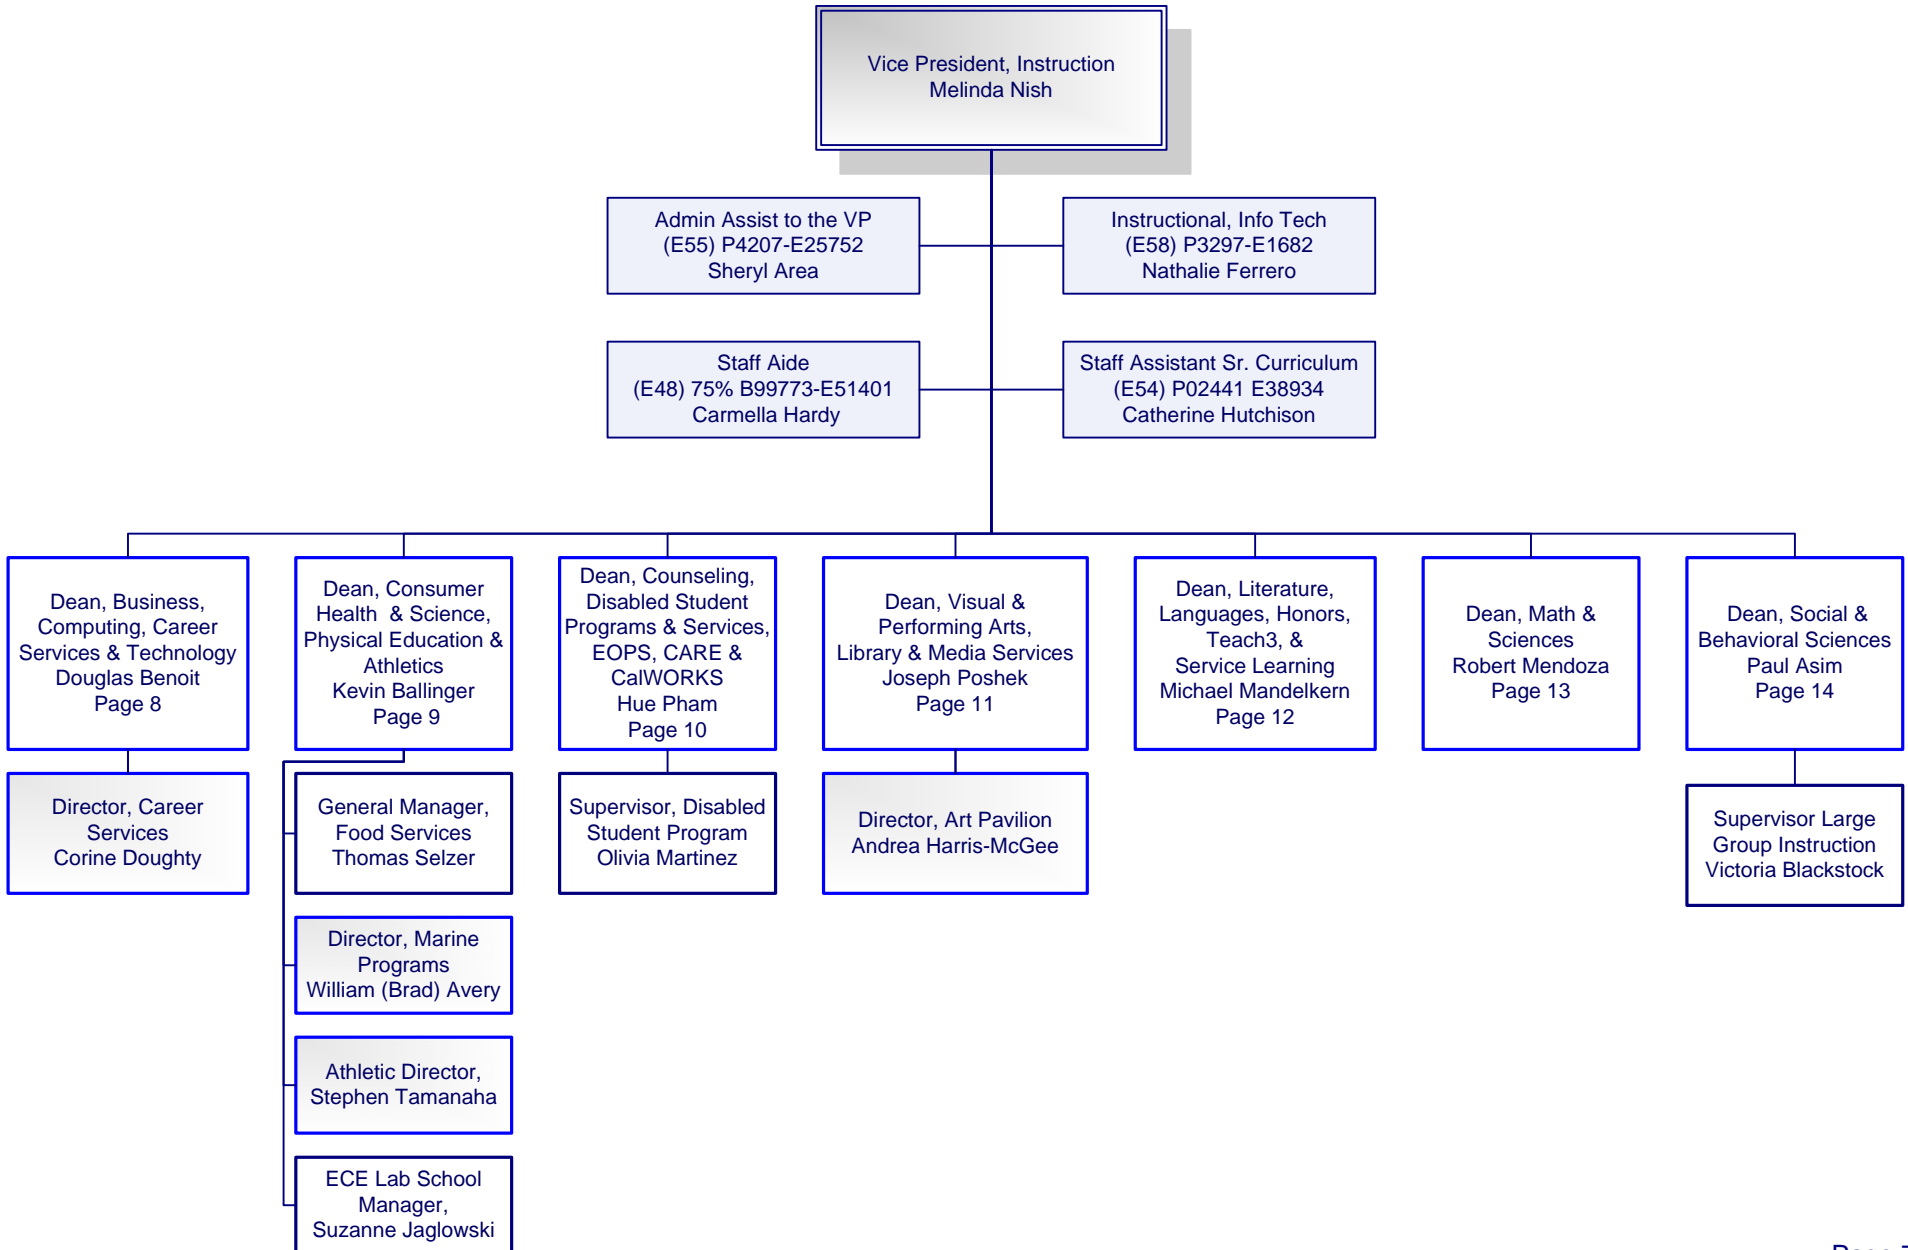 Vice President, Instruction
Melinda Nish
Admin Assist to the VP
(E55) P4207-E25752
Sheryl Area
Instructional, Info Tech
(E58) P3297-E1682
Nathalie Ferrero
Staff Aide
(E48) 75% B99773-E51401
Carmella Hardy
Staff Assistant Sr. Curriculum
(E54) P02441 E38934
Catherine Hutchison
Dean, Business,
Computing, Career
Services & Technology
Douglas Benoit
Page 8
Dean, Consumer
Health & Science,
Physical Education &
Athletics
Kevin Ballinger
Page 9
Dean, Counseling,
Disabled Student
Programs & Services,
EOPS, CARE &
CalWORKS
Hue Pham
Page 10
Dean, Visual &
Performing Arts,
Library & Media Services
Joseph Poshek
Page 11
Dean, Literature,
Languages, Honors,
Teach3, &
Service Learning
Michael Mandelkern
Page 12
Dean, Math &
Sciences
Robert Mendoza
Page 13
Dean, Social &
Behavioral Sciences
Paul Asim
Page 14
Director, Career
Services
Corine Doughty
General Manager,
Food Services
Thomas Selzer
Supervisor, Disabled
Student Program
Olivia Martinez
Director, Art Pavilion
Andrea Harris-McGee
Supervisor Large
Group Instruction
Victoria Blackstock
Director, Marine
Programs
William (Brad) Avery
Athletic Director,
Stephen Tamanaha
ECE Lab School
Manager,
Suzanne Jaglowski
Page